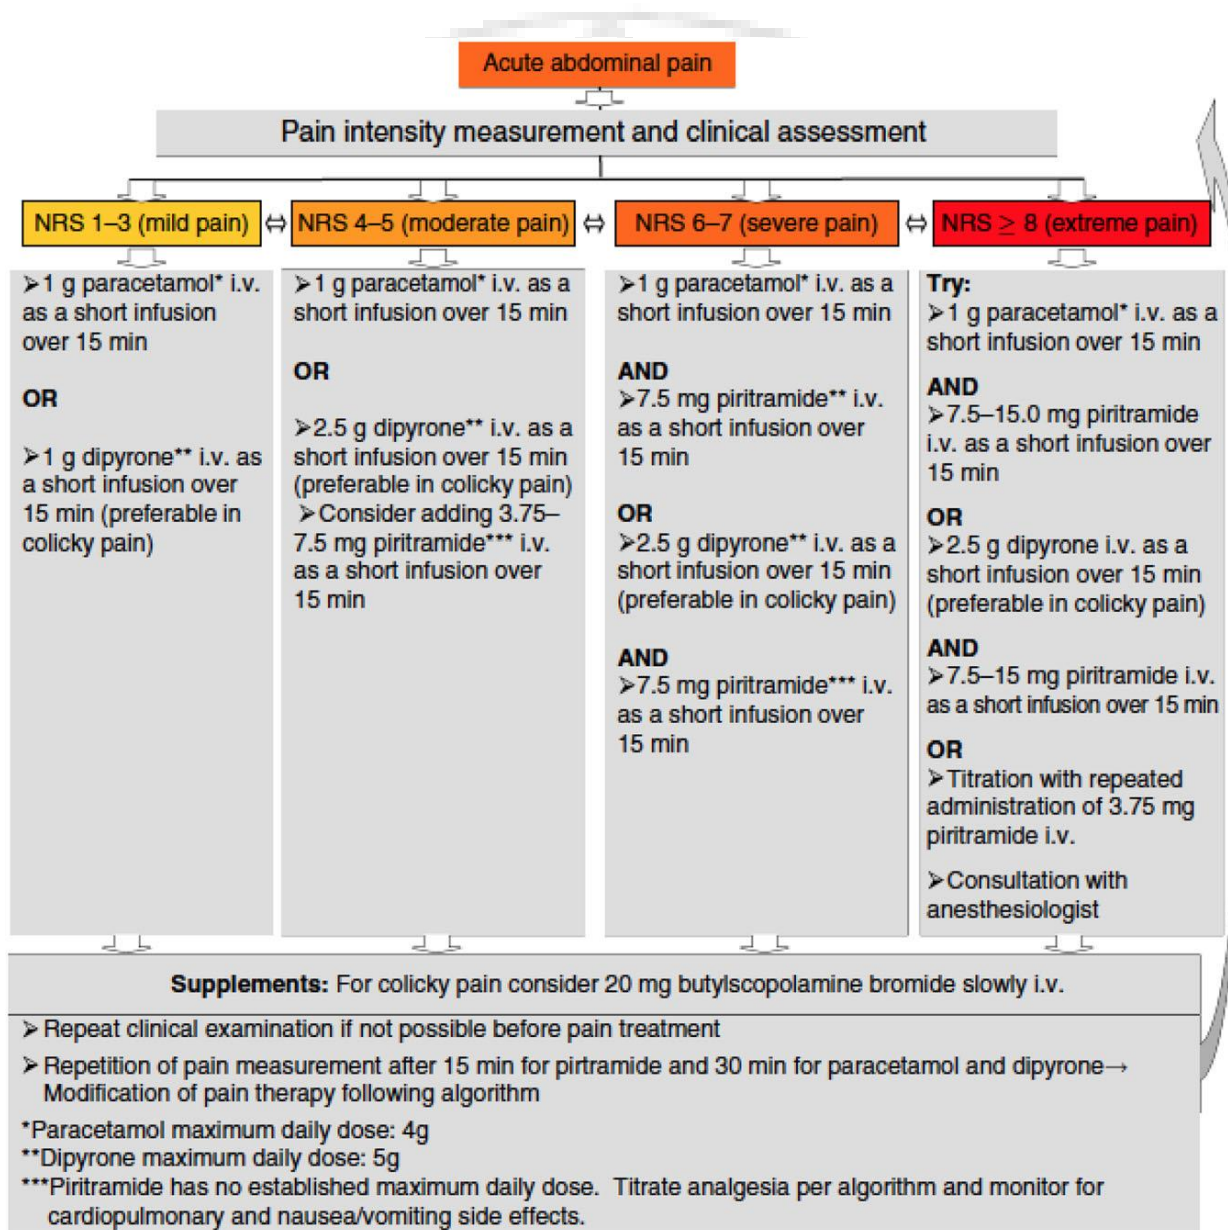 Acute abdominal pain
Pain intensity measurement and clinical assessment
NRS 1–3 (mild pain) ⇔ NRS 4–5 (moderate pain) ⇔ NRS 6–7 (severe pain) ⇔ NRS ≥ 8 (extreme pain)
➢1 g paracetamol* i.v.
as a short infusion
over 15 min
OR
➢1 g dipyrone** i.v. as
a short infusion over
15 min (preferable in
colicky pain)
➢1 g paracetamol* i.v. as a
short infusion over 15 min
OR
➢2.5 g dipyrone** i.v. as a
short infusion over 15 min
(preferable in colicky pain)
➢Consider adding 3.75–
7.5 mg piritramide*** i.v.
as a short infusion over
15 min
➢1 g paracetamol* i.v. as a
short infusion over 15 min
AND
➢7.5 mg piritramide** i.v.
as a short infusion over
15 min
OR
➢2.5 g dipyrone** i.v. as a
short infusion over 15 min
(preferable in colicky pain)
AND
➢7.5 mg piritramide*** i.v.
as a short infusion over
15 min
Try:
➢1 g paracetamol* i.v. as a
short infusion over 15 min
AND
➢7.5–15.0 mg piritramide
i.v. as a short infusion over
15 min
OR
➢2.5 g dipyrone i.v. as a
short infusion over 15 min
(preferable in colicky pain)
AND
➢7.5–15 mg piritramide i.v.
as a short infusion over 15 min
OR
➢Titration with repeated
administration of 3.75 mg
piritramide i.v.
➢Consultation with
anesthesiologist
Supplements: For colicky pain consider 20 mg butylscopolamine bromide slowly i.v.
➢ Repeat clinical examination if not possible before pain treatment
➢ Repetition of pain measurement after 15 min for pirtramide and 30 min for paracetamol and dipyrone→
Modification of pain therapy following algorithm
*Paracetamol maximum daily dose: 4g
**Dipyrone maximum daily dose: 5g
***Piritramide has no established maximum daily dose. Titrate analgesia per algorithm and monitor for
cardiopulmonary and nausea/vomiting side effects.